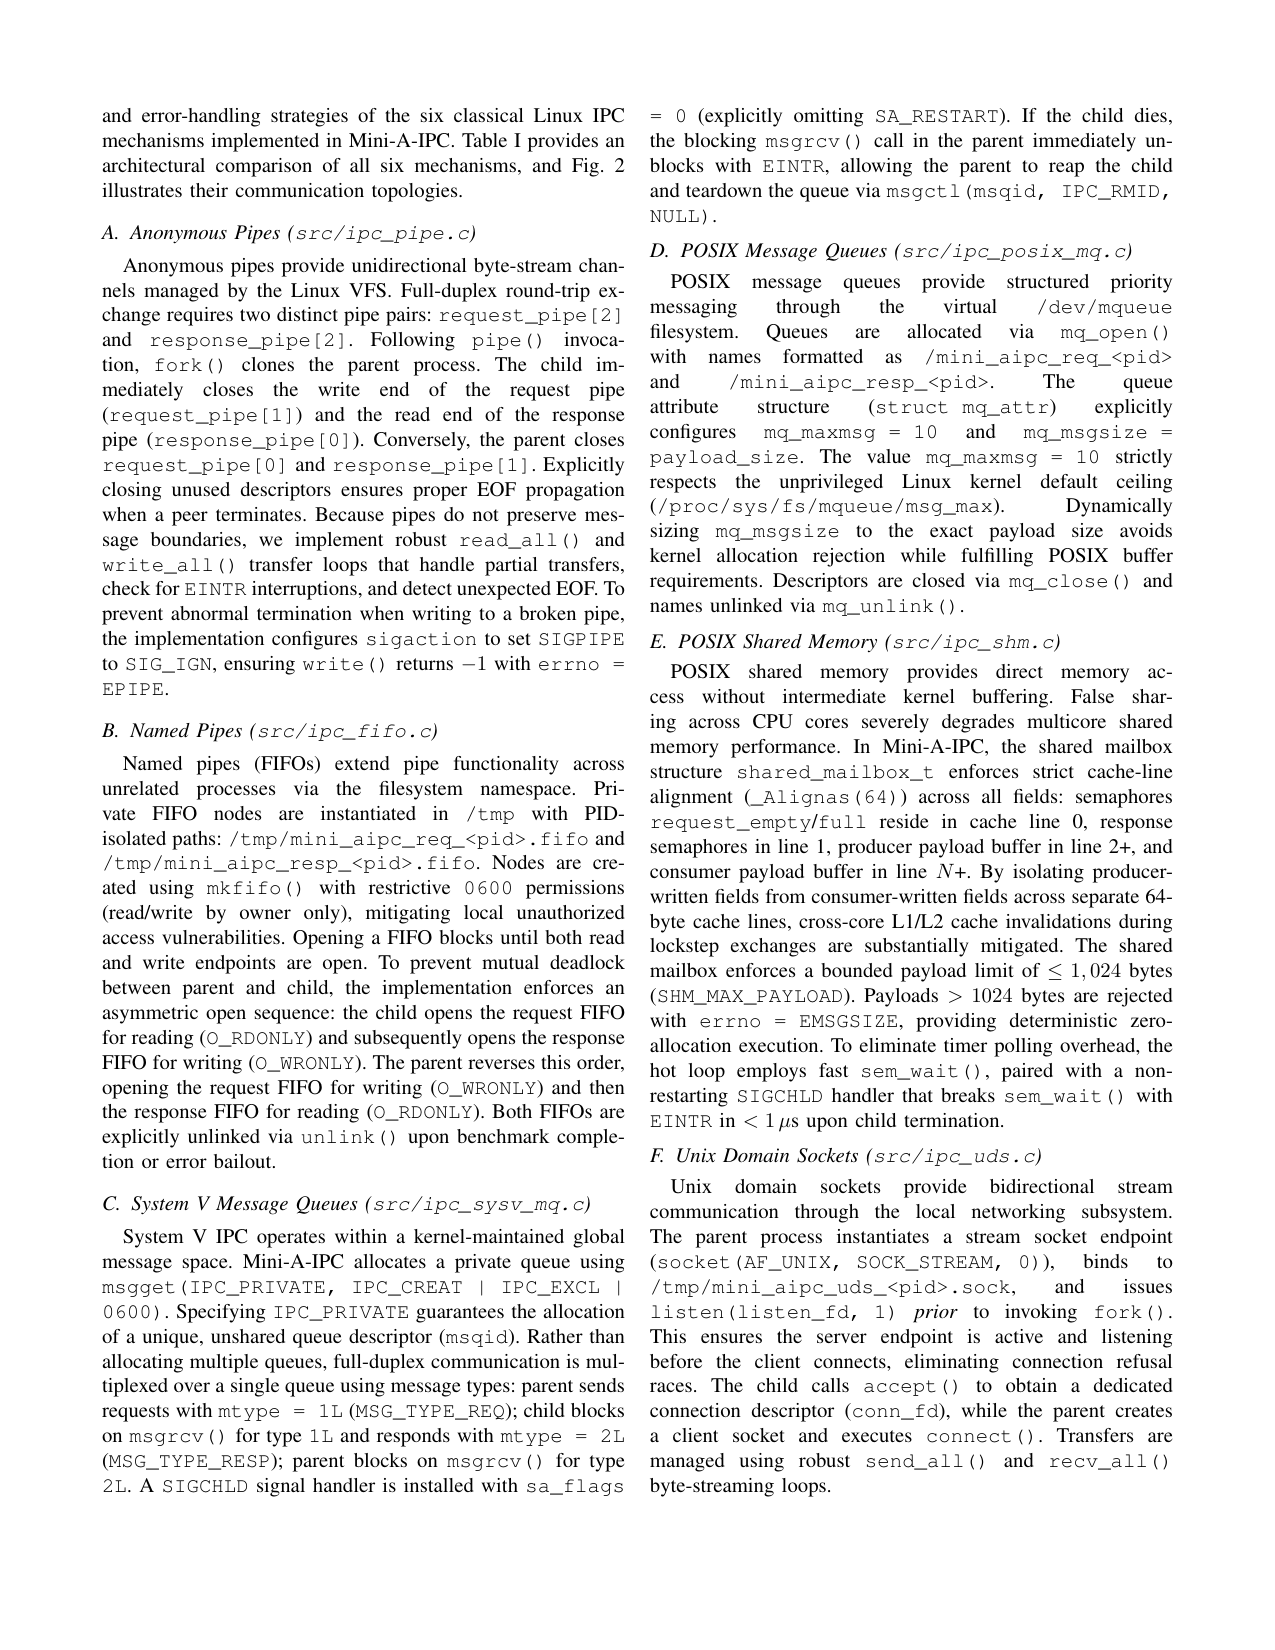 and error-handling strategies of the six classical Linux IPC
mechanisms implemented in Mini-A-IPC. Table I provides an
architectural comparison of all six mechanisms, and Fig. 2
illustrates their communication topologies.
A. Anonymous Pipes (src/ipc_pipe.c)
Anonymous pipes provide unidirectional byte-stream chan-
nels managed by the Linux VFS. Full-duplex round-trip ex-
change requires two distinct pipe pairs: request_pipe[2]
and response_pipe[2]. Following pipe() invoca-
tion, fork() clones the parent process. The child im-
mediately closes the write end of the request pipe
(request_pipe[1]) and the read end of the response
pipe (response_pipe[0]). Conversely, the parent closes
request_pipe[0] and response_pipe[1]. Explicitly
closing unused descriptors ensures proper EOF propagation
when a peer terminates. Because pipes do not preserve mes-
sage boundaries, we implement robust read_all() and
write_all() transfer loops that handle partial transfers,
check for EINTR interruptions, and detect unexpected EOF. To
prevent abnormal termination when writing to a broken pipe,
the implementation configures sigaction to set SIGPIPE
to SIG_IGN, ensuring write() returns −1 with errno =
EPIPE.
B. Named Pipes (src/ipc_fifo.c)
Named pipes (FIFOs) extend pipe functionality across
unrelated processes via the filesystem namespace. Pri-
vate FIFO nodes are instantiated in /tmp with PID-
isolated paths: /tmp/mini_aipc_req_<pid>.fifo and
/tmp/mini_aipc_resp_<pid>.fifo. Nodes are cre-
ated using mkfifo() with restrictive 0600 permissions
(read/write by owner only), mitigating local unauthorized
access vulnerabilities. Opening a FIFO blocks until both read
and write endpoints are open. To prevent mutual deadlock
between parent and child, the implementation enforces an
asymmetric open sequence: the child opens the request FIFO
for reading (O_RDONLY) and subsequently opens the response
FIFO for writing (O_WRONLY). The parent reverses this order,
opening the request FIFO for writing (O_WRONLY) and then
the response FIFO for reading (O_RDONLY). Both FIFOs are
explicitly unlinked via unlink() upon benchmark comple-
tion or error bailout.
C. System V Message Queues (src/ipc_sysv_mq.c)
System V IPC operates within a kernel-maintained global
message space. Mini-A-IPC allocates a private queue using
msgget(IPC_PRIVATE, IPC_CREAT | IPC_EXCL |
0600). Specifying IPC_PRIVATE guarantees the allocation
of a unique, unshared queue descriptor (msqid). Rather than
allocating multiple queues, full-duplex communication is mul-
tiplexed over a single queue using message types: parent sends
requests with mtype = 1L (MSG_TYPE_REQ); child blocks
on msgrcv() for type 1L and responds with mtype = 2L
(MSG_TYPE_RESP); parent blocks on msgrcv() for type
2L. A SIGCHLD signal handler is installed with sa_flags
= 0 (explicitly omitting SA_RESTART). If the child dies,
the blocking msgrcv() call in the parent immediately un-
blocks with EINTR, allowing the parent to reap the child
and teardown the queue via msgctl(msqid, IPC_RMID,
NULL).
D. POSIX Message Queues (src/ipc_posix_mq.c)
POSIX message queues provide structured priority
messaging through the virtual /dev/mqueue
filesystem. Queues are allocated via mq_open()
with names formatted as /mini_aipc_req_<pid>
and /mini_aipc_resp_<pid>. The queue
attribute structure (struct mq_attr) explicitly
configures mq_maxmsg = 10 and mq_msgsize =
payload_size. The value mq_maxmsg = 10 strictly
respects the unprivileged Linux kernel default ceiling
(/proc/sys/fs/mqueue/msg_max). Dynamically
sizing mq_msgsize to the exact payload size avoids
kernel allocation rejection while fulfilling POSIX buffer
requirements. Descriptors are closed via mq_close() and
names unlinked via mq_unlink().
E. POSIX Shared Memory (src/ipc_shm.c)
POSIX shared memory provides direct memory ac-
cess without intermediate kernel buffering. False shar-
ing across CPU cores severely degrades multicore shared
memory performance. In Mini-A-IPC, the shared mailbox
structure shared_mailbox_t enforces strict cache-line
alignment (_Alignas(64)) across all fields: semaphores
request_empty/full reside in cache line 0, response
semaphores in line 1, producer payload buffer in line 2+, and
consumer payload buffer in line N+. By isolating producer-
written fields from consumer-written fields across separate 64-
byte cache lines, cross-core L1/L2 cache invalidations during
lockstep exchanges are substantially mitigated. The shared
mailbox enforces a bounded payload limit of ≤ 1, 024 bytes
(SHM_MAX_PAYLOAD). Payloads > 1024 bytes are rejected
with errno = EMSGSIZE, providing deterministic zero-
allocation execution. To eliminate timer polling overhead, the
hot loop employs fast sem_wait(), paired with a non-
restarting SIGCHLD handler that breaks sem_wait() with
EINTR in < 1 μs upon child termination.
F. Unix Domain Sockets (src/ipc_uds.c)
Unix domain sockets provide bidirectional stream
communication through the local networking subsystem.
The parent process instantiates a stream socket endpoint
(socket(AF_UNIX, SOCK_STREAM, 0)), binds to
/tmp/mini_aipc_uds_<pid>.sock, and issues
listen(listen_fd, 1) prior to invoking fork().
This ensures the server endpoint is active and listening
before the client connects, eliminating connection refusal
races. The child calls accept() to obtain a dedicated
connection descriptor (conn_fd), while the parent creates
a client socket and executes connect(). Transfers are
managed using robust send_all() and recv_all()
byte-streaming loops.